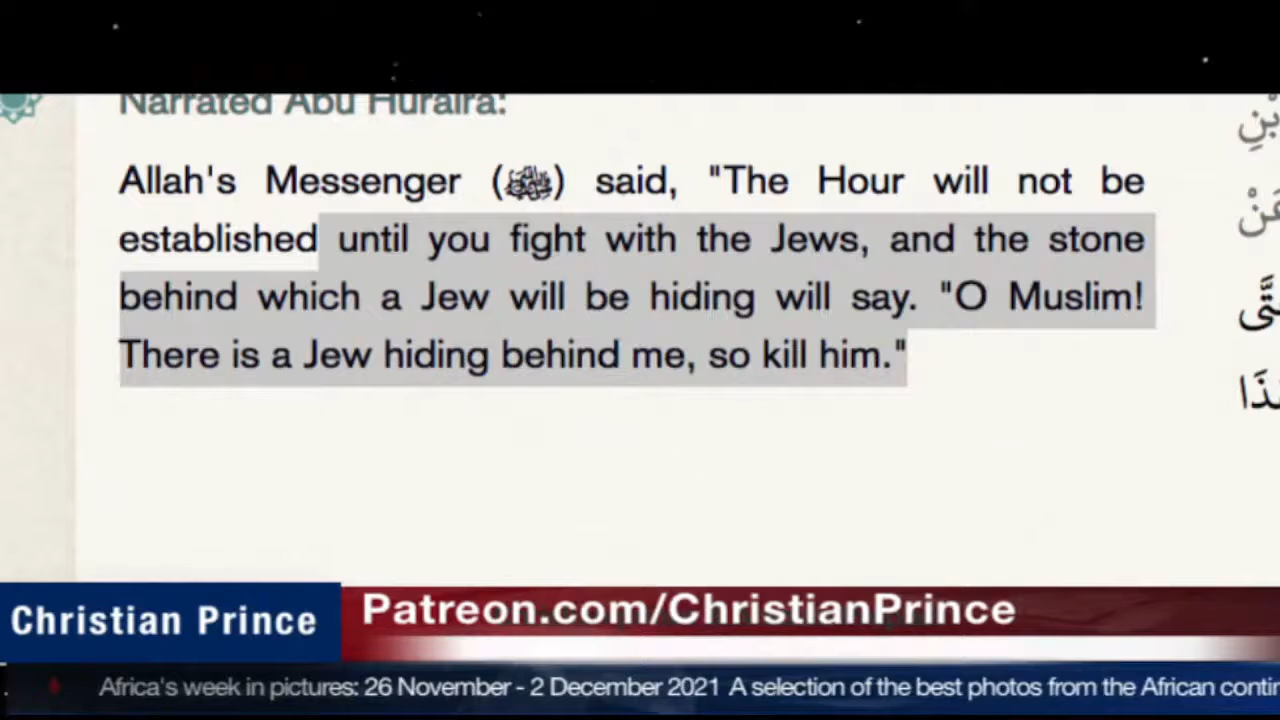 Narrated Abu Huraira:
Allah's Messenger (ﷺ) said, "The Hour will not be
established until you fight with the Jews, and the stone
behind which a Jew will be hiding will say. "O Muslim!
There is a Jew hiding behind me, so kill him."
Christian Prince
Patreon.com/ChristianPrince
Africa's week in pictures: 26 November - 2 December 2021 A selection of the best photos from the African